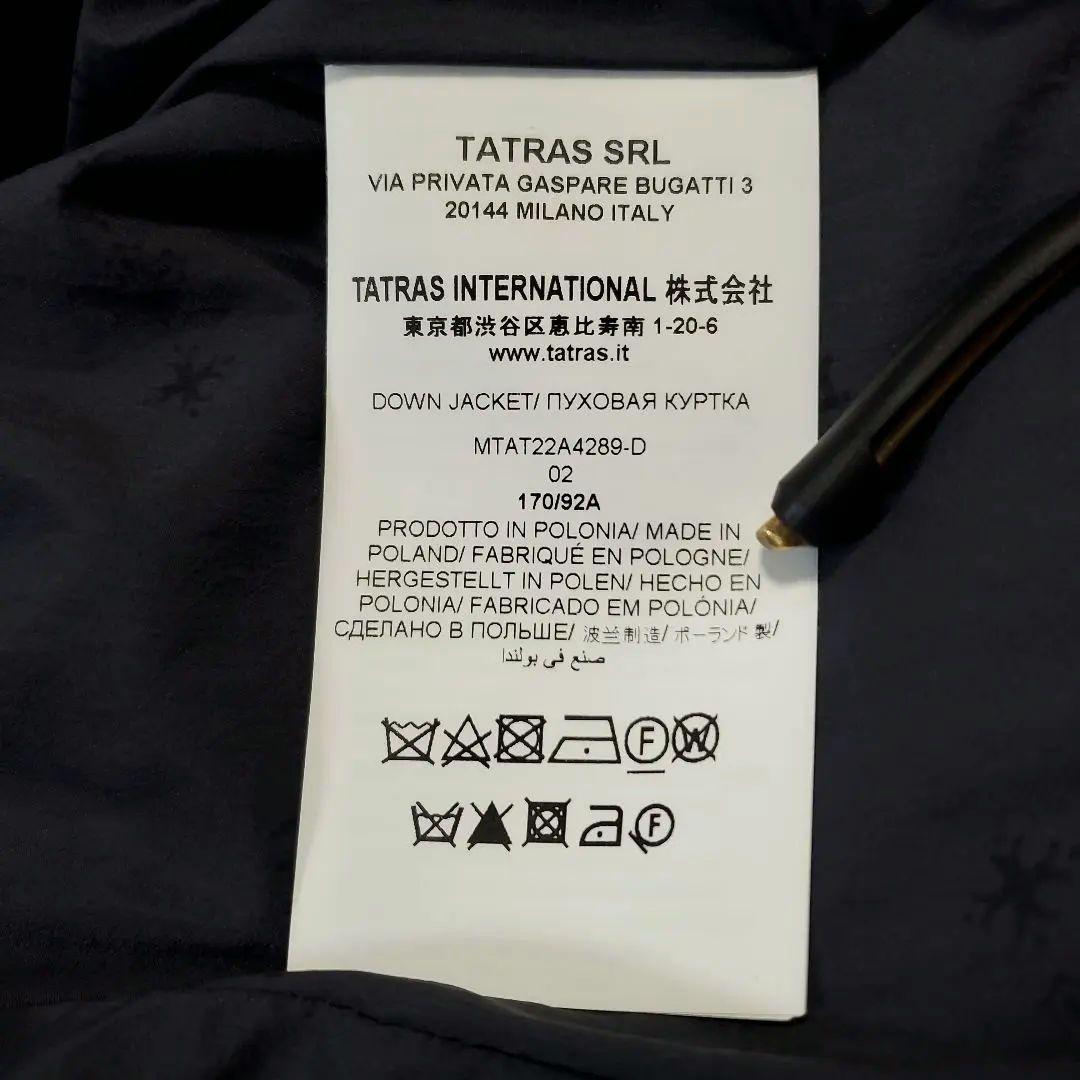 TATRAS SRL
VIA PRIVATA GASPARE BUGATTI 3
20144 MILANO ITALY
TATRAS INTERNATIONAL 株式会社
東京都渋谷区恵比寿南 1-20-6
www.tatras.it
DOWN JACKET/ ПУХОВАЯ КУРТКА
MTAT22A4289-D
02
170/92A
PRODOTTO IN POLONIA/ MADE IN
POLAND/ FABRIQUÉ EN POLOGNE/
HERGESTELLT IN POLEN/ HECHO EN
POLONIA/ FABRICADO EM POLÓNIA/
СДЕЛАНО В ПОЛЬШЕ/ 波兰制造/ ポーランド製/
صنع في بولندا
F W
F